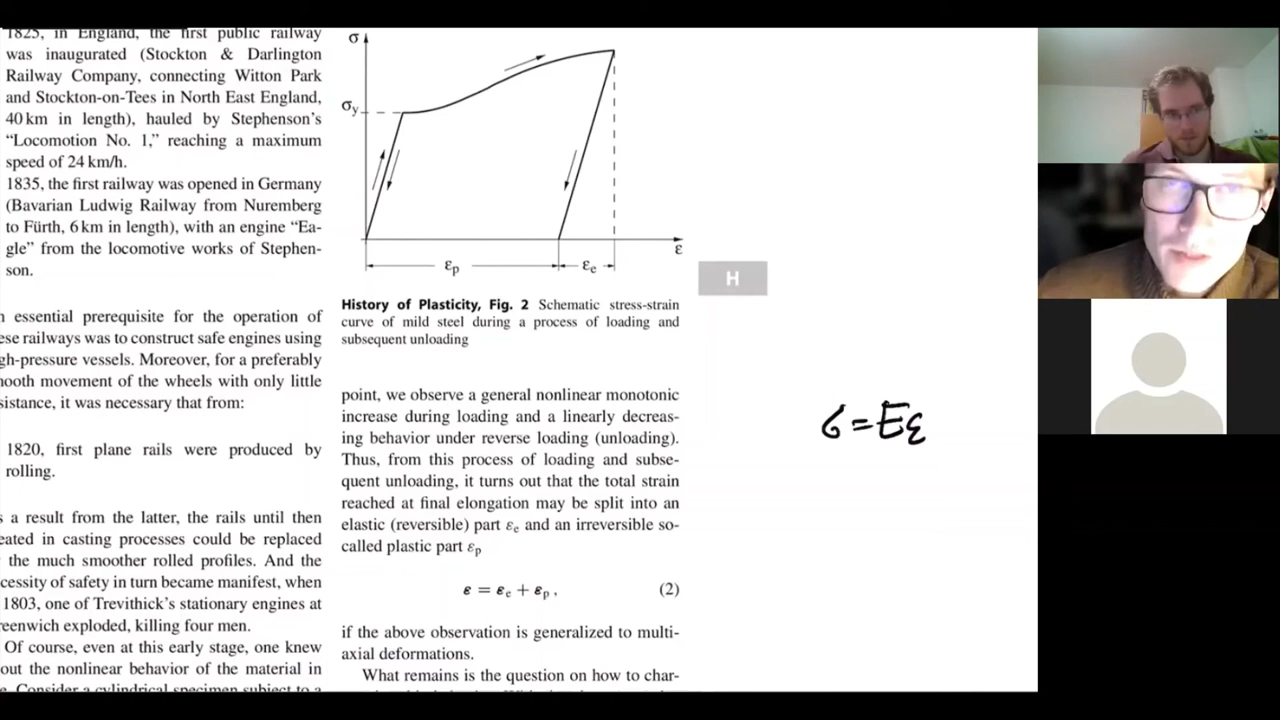 1825, in England, the first public railway
was inaugurated (Stockton & Darlington
Railway Company, connecting Witton Park
and Stockton-on-Tees in North East England,
40 km in length), hauled by Stephenson's
“Locomotion No. 1,” reaching a maximum
speed of 24 km/h.
1835, the first railway was opened in Germany
(Bavarian Ludwig Railway from Nuremberg
to Fürth, 6 km in length), with an engine “Ea-
gle” from the locomotive works of Stephen-
son.
n essential prerequisite for the operation of
ese railways was to construct safe engines using
gh-pressure vessels. Moreover, for a preferably
nooth movement of the wheels with only little
sistance, it was necessary that from:
1820, first plane rails were produced by
rolling.
s a result from the latter, the rails until then
eated in casting processes could be replaced
the much smoother rolled profiles. And the
cessity of safety in turn became manifest, when
1803, one of Trevithick's stationary engines at
reenwich exploded, killing four men.
Of course, even at this early stage, one knew
out the nonlinear behavior of the material in
Consider a cylindrical specimen subject to a
σ
σy
ε
εp
εe
History of Plasticity, Fig. 2 Schematic stress-strain
curve of mild steel during a process of loading and
subsequent unloading
point, we observe a general nonlinear monotonic
increase during loading and a linearly decreas-
ing behavior under reverse loading (unloading).
Thus, from this process of loading and subse-
quent unloading, it turns out that the total strain
reached at final elongation may be split into an
elastic (reversible) part εe and an irreversible so-
called plastic part εp
ε = εe + εp , (2)
if the above observation is generalized to multi-
axial deformations.
What remains is the question on how to char-
H
σ = Eε